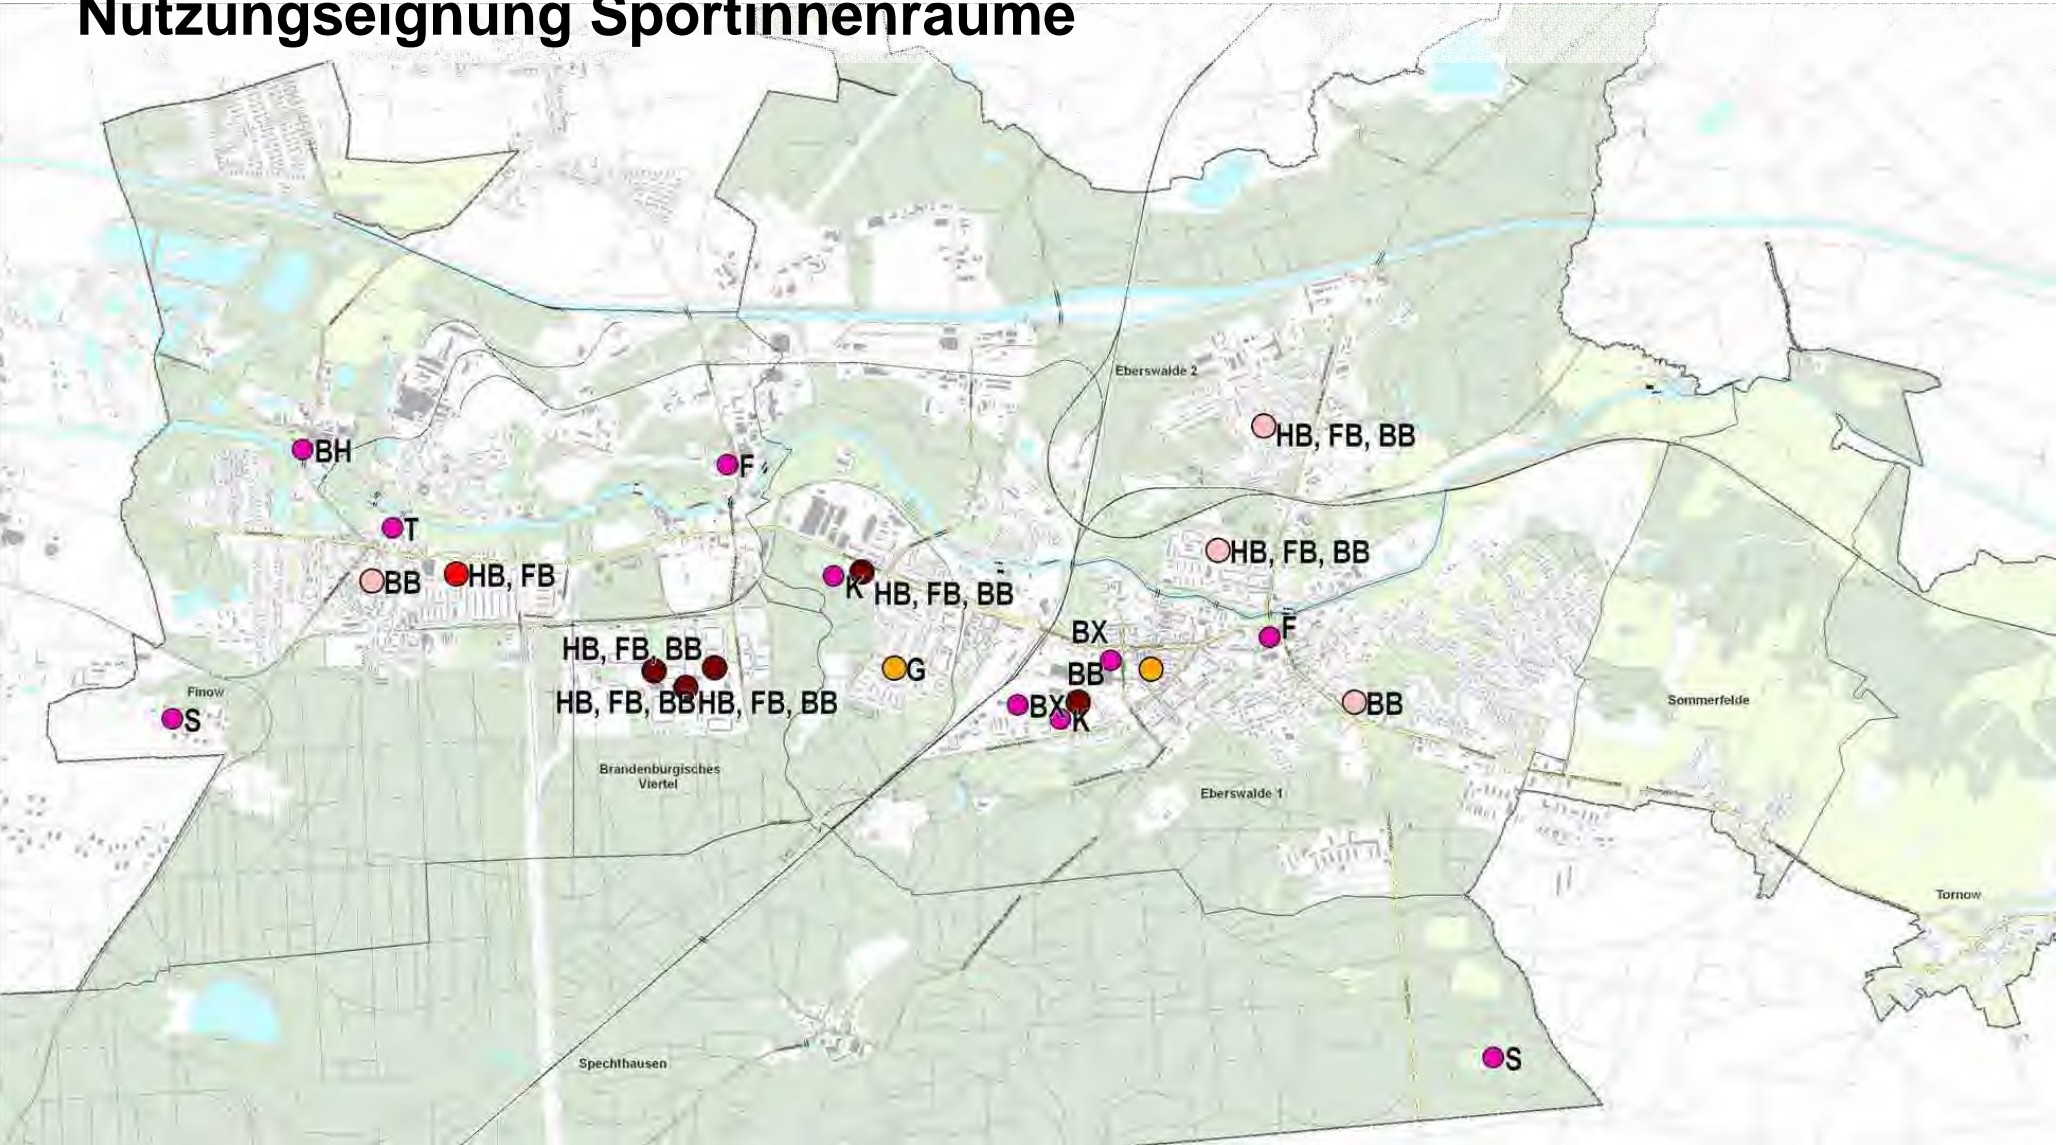 Nutzungseignung Sportinnenräume
Eberswalde 2
HB, FB, BB
BH
F
T
HB, FB, BB
BB
HB, FB
K
HB, FB, BB
BX
F
HB, FB, BB
BB
G
HB, FB, BB
HB, FB, BB
BX
K
BB
Finow
S
Sommerfelde
Brandenburgisches
Viertel
Eberswalde 1
Tornow
Spechthausen
S